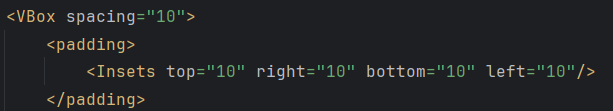 <VBox spacing="10">
    <padding>
        <Insets top="10" right="10" bottom="10" left="10"/>
    </padding>